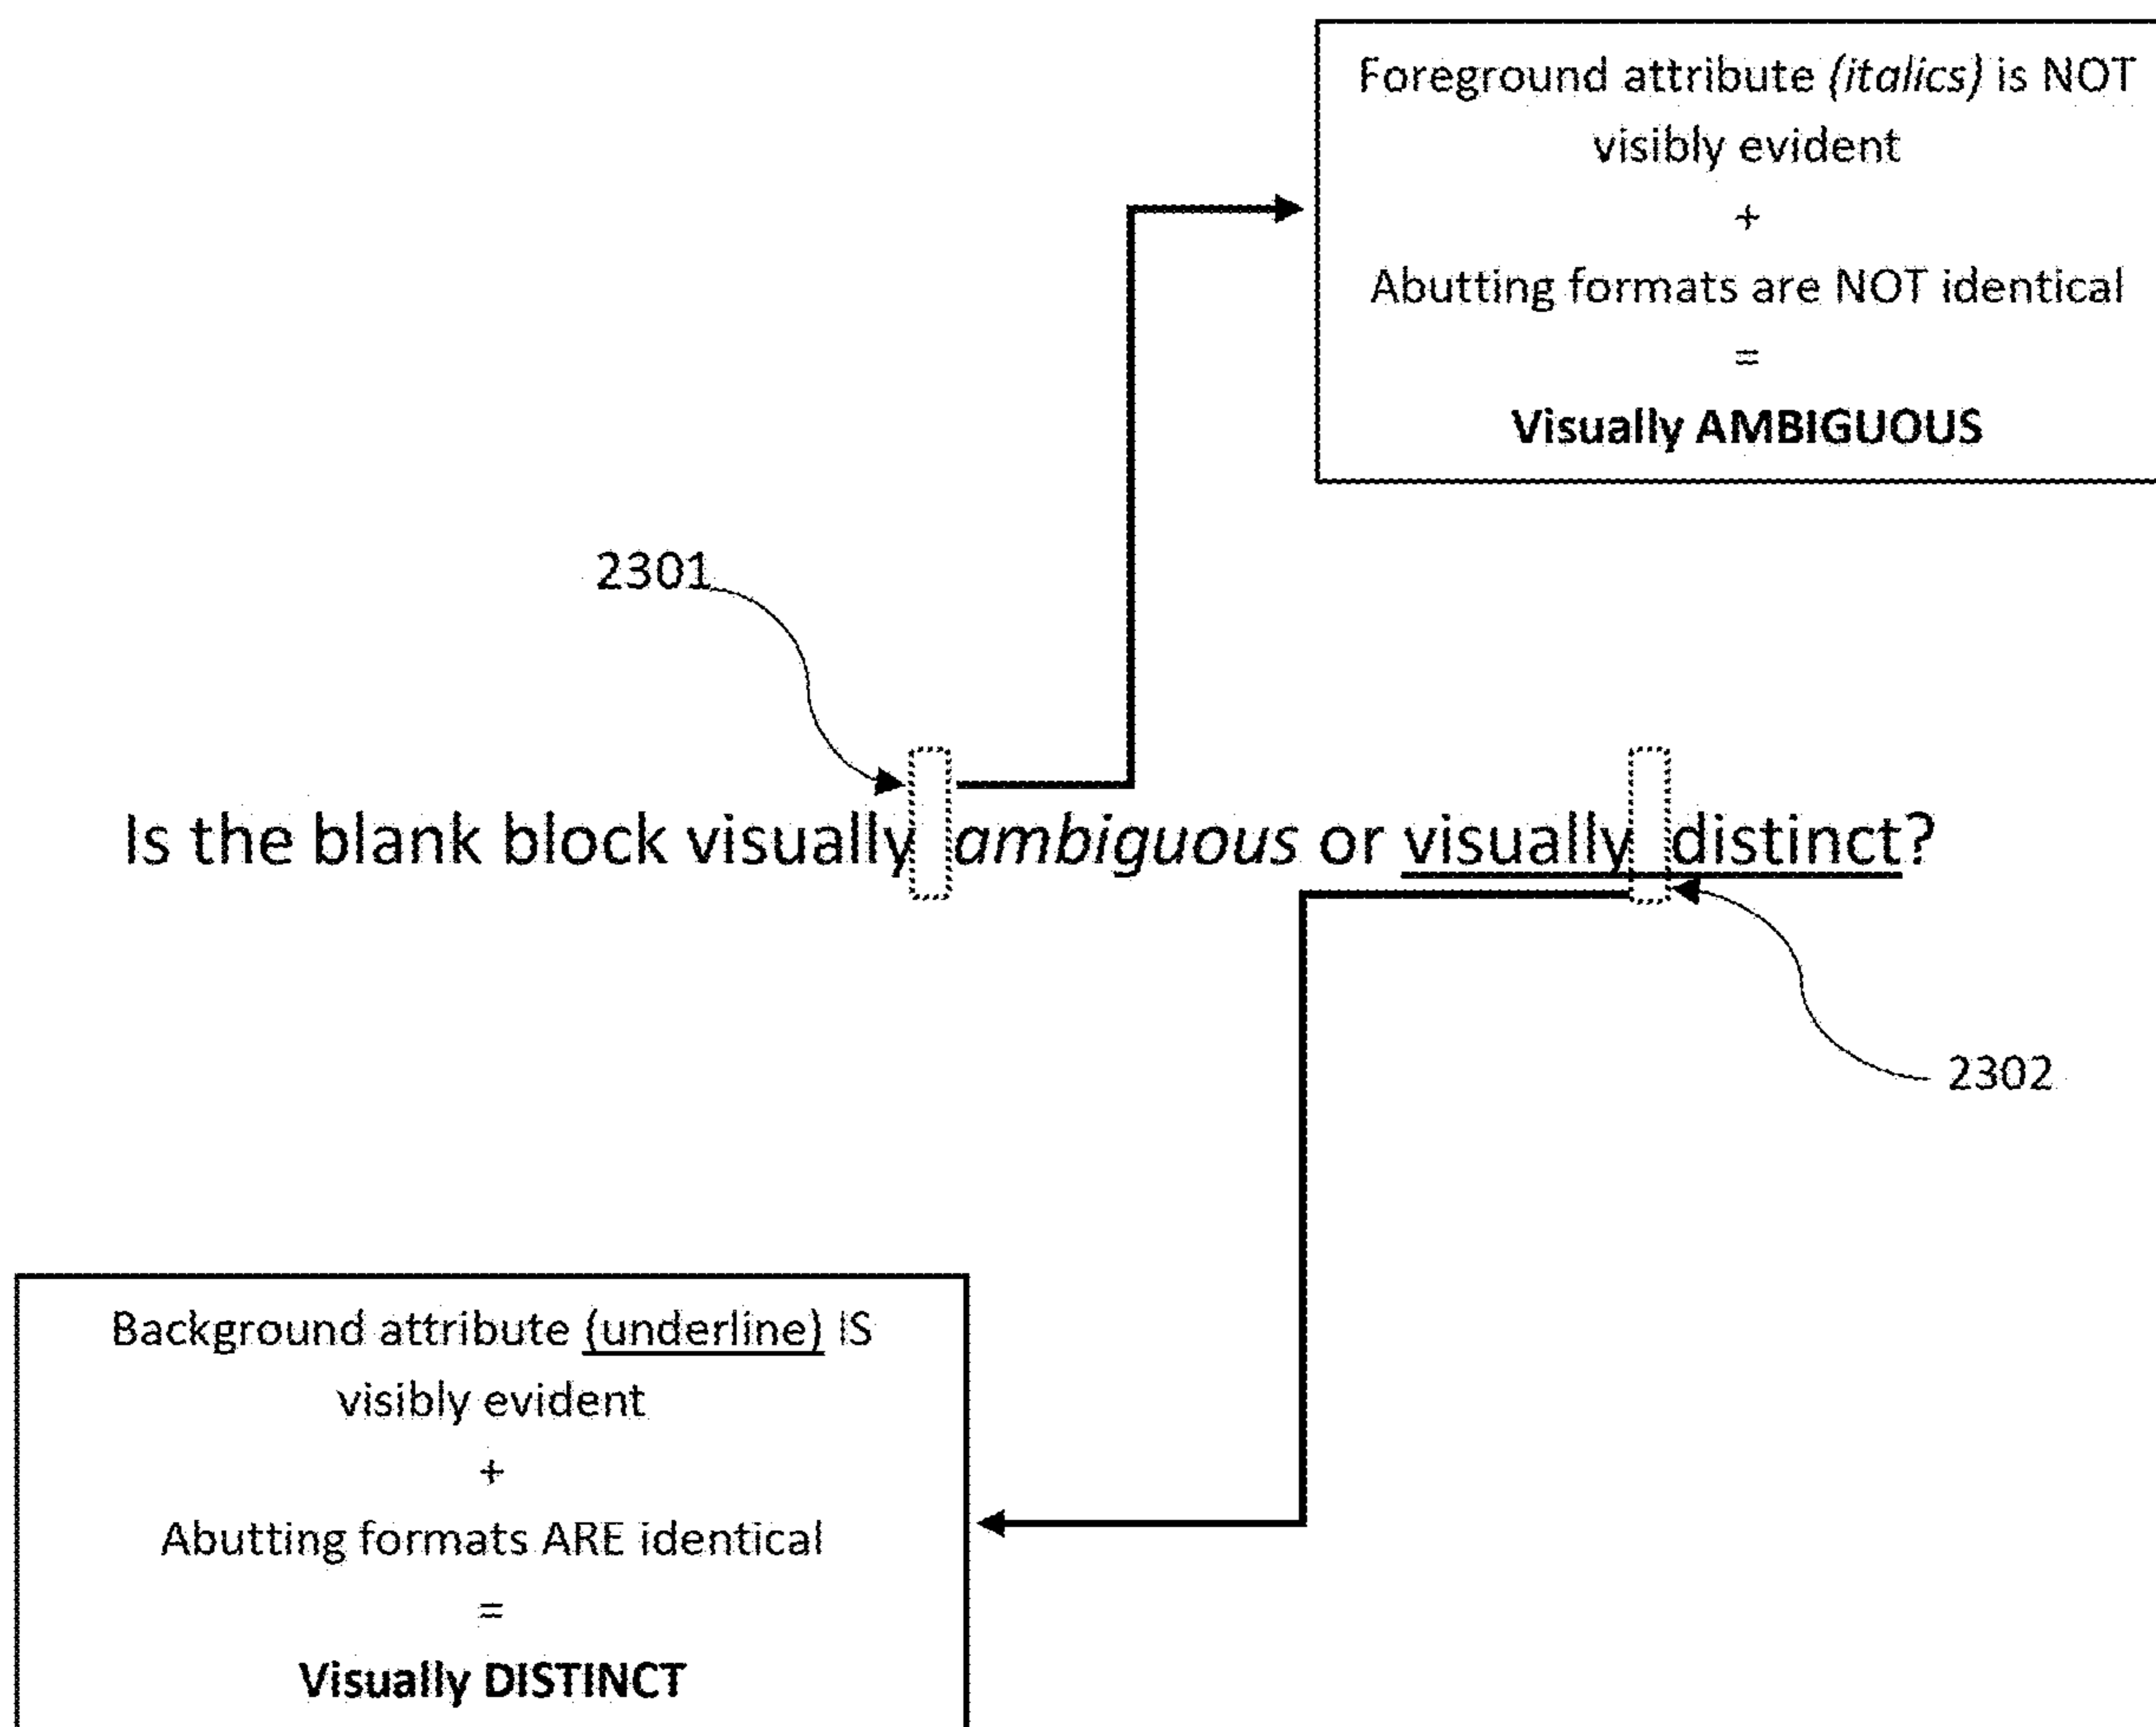 Foreground attribute (italics) is NOT
visibly evident
+
Abutting formats are NOT identical
=
Visually AMBIGUOUS
2301
Is the blank block visually ambiguous or visually distinct?
2302
Background attribute (underline) IS
visibly evident
+
Abutting formats ARE identical
=
Visually DISTINCT